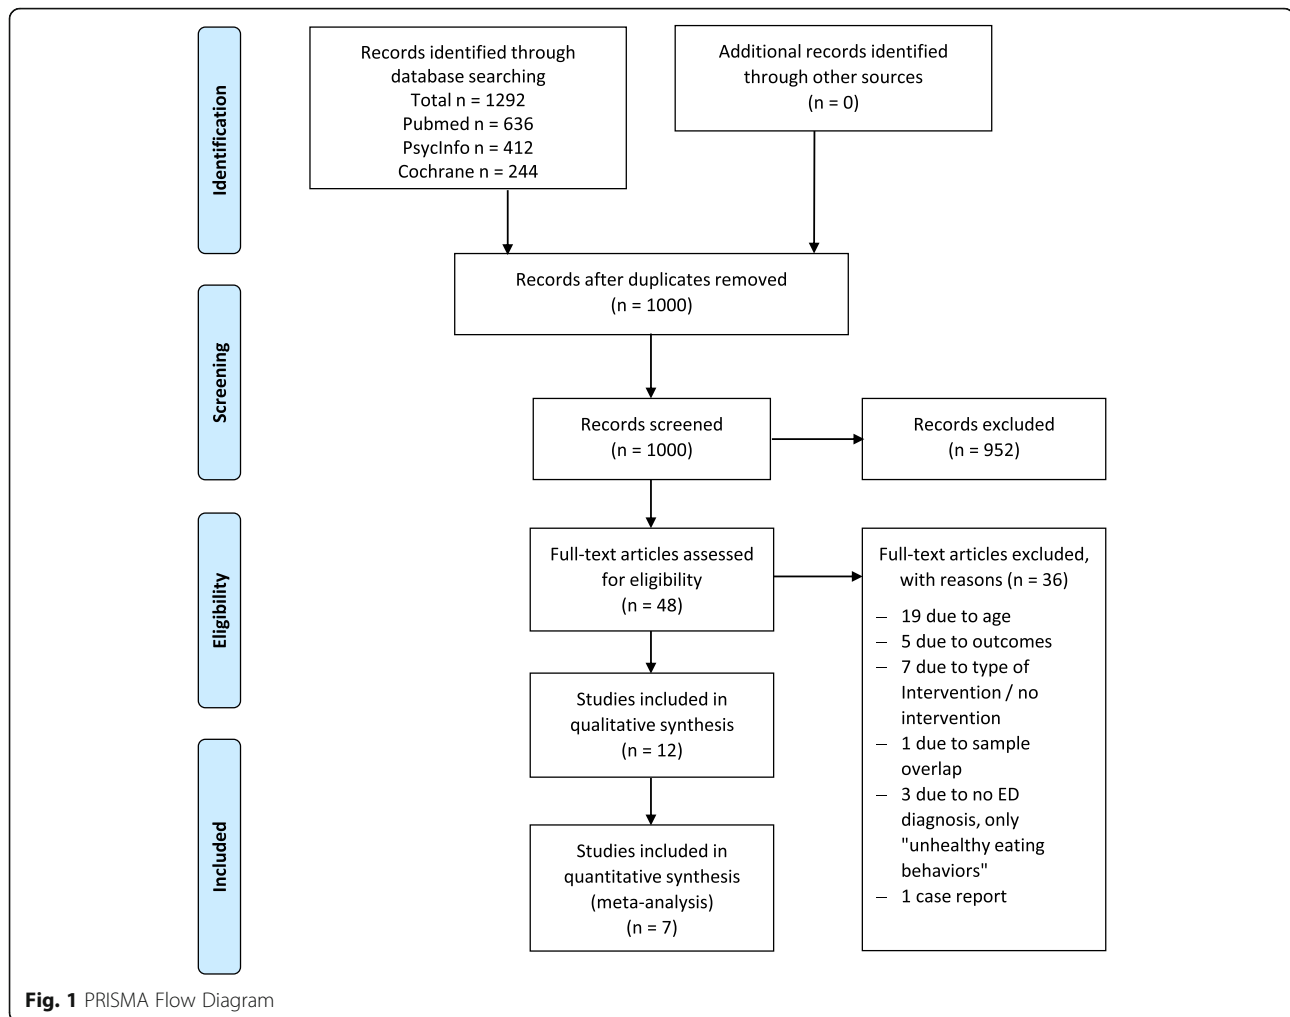 Identification
Records identified through
database searching
Total n = 1292
Pubmed n = 636
PsycInfo n = 412
Cochrane n = 244
Additional records identified
through other sources
(n = 0)
Records after duplicates removed
(n = 1000)
Screening
Records screened
(n = 1000)
Records excluded
(n = 952)
Eligibility
Full-text articles assessed
for eligibility
(n = 48)
Full-text articles excluded,
with reasons (n = 36)
– 19 due to age
– 5 due to outcomes
– 7 due to type of
Intervention / no
intervention
– 1 due to sample
overlap
– 3 due to no ED
diagnosis, only
"unhealthy eating
behaviors"
– 1 case report
Studies included in
qualitative synthesis
(n = 12)
Included
Studies included in
quantitative synthesis
(meta-analysis)
(n = 7)
Fig. 1 PRISMA Flow Diagram